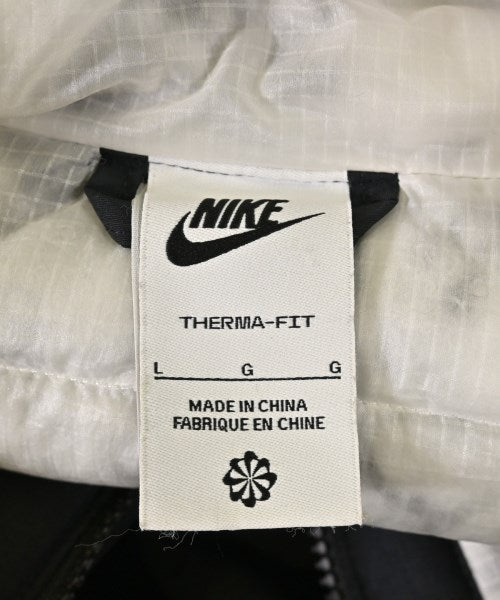 NIKE
THERMA-FIT
L G G
MADE IN CHINA
FABRIQUE EN CHINE